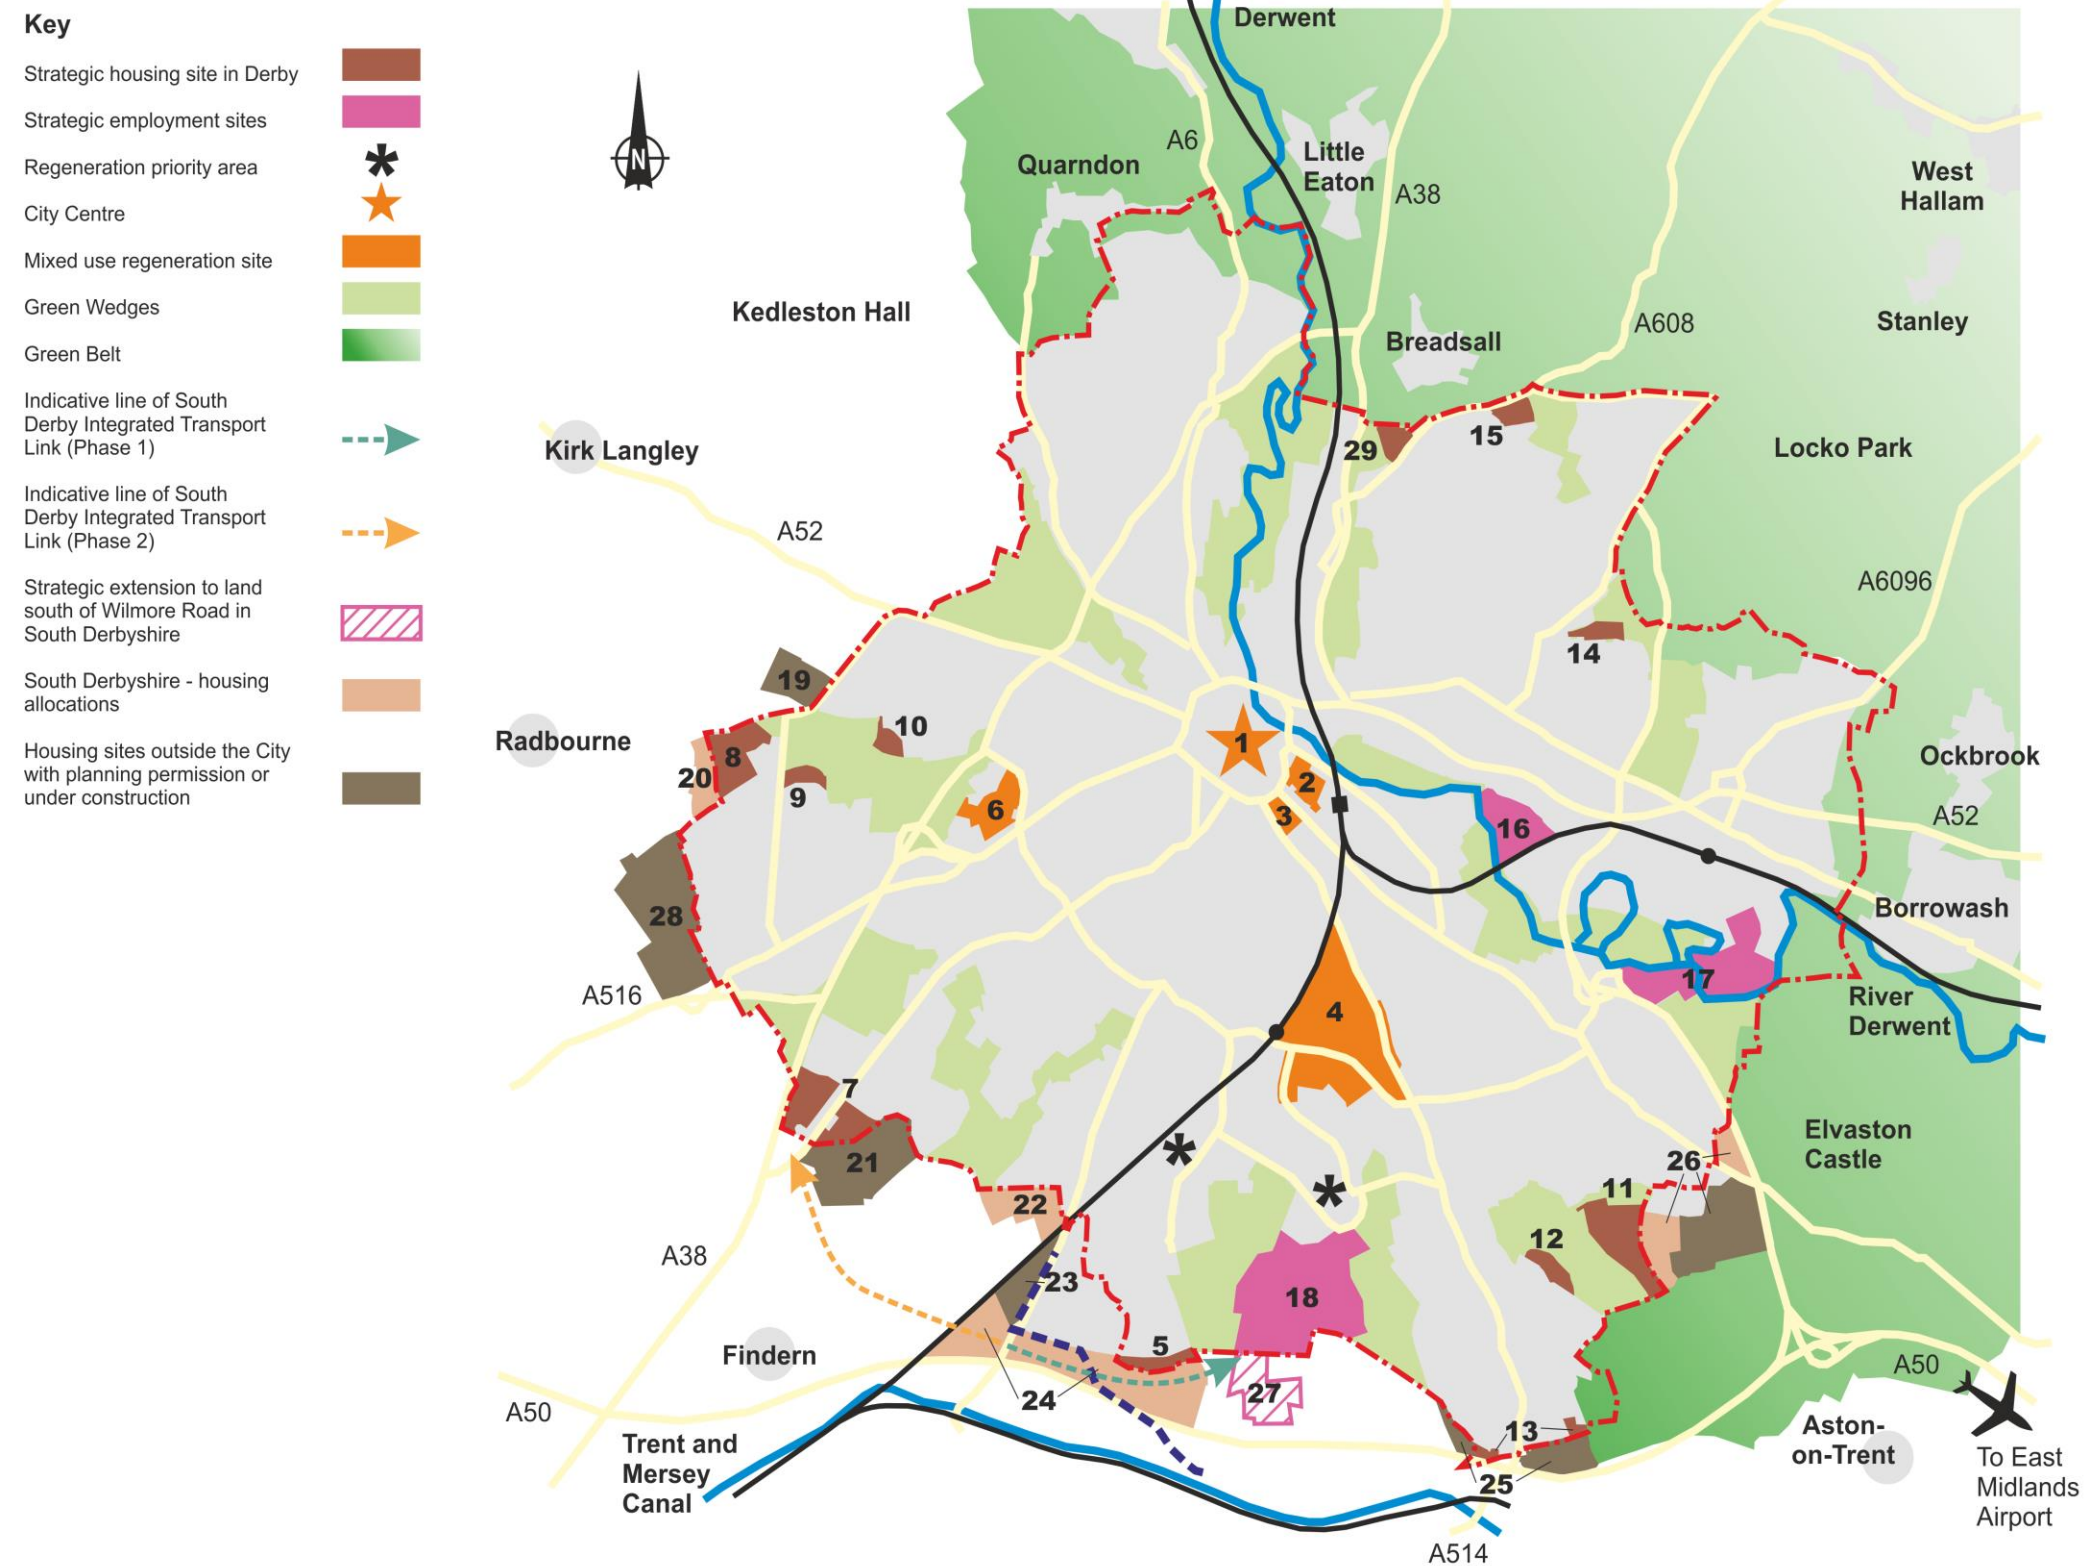 Key
Strategic housing site in Derby
Strategic employment sites
Regeneration priority area
City Centre
Mixed use regeneration site
Green Wedges
Green Belt
Indicative line of South
Derby Integrated Transport
Link (Phase 1)
Indicative line of South
Derby Integrated Transport
Link (Phase 2)
Strategic extension to land
south of Wilmore Road in
South Derbyshire
South Derbyshire - housing
allocations
Housing sites outside the City
with planning permission or
under construction
N
Derwent
A6
Little
Eaton
Quarndon
A38
West
Hallam
Kedleston Hall
Breadsall
A608
Stanley
Kirk Langley
29
15
Locko Park
A52
A6096
14
19
Radbourne
10
8
20
9
1
2
3
6
16
Ockbrook
A52
28
Borrowash
A516
17
4
River
Derwent
7
21
Elvaston
Castle
26
11
22
12
A38
23
18
5
Findern
24
27
A50
A50
13
25
Trent and
Mersey
Canal
Aston-
on-Trent
To East
Midlands
Airport
A514